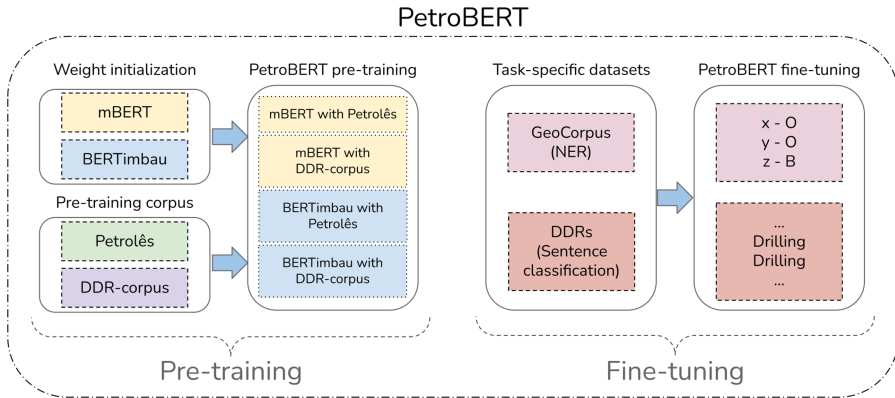 PetroBERT
Weight initialization
mBERT
BERTimbau
Pre-training corpus
Petrolês
DDR-corpus
PetroBERT pre-training
mBERT with Petrolês
mBERT with
DDR-corpus
BERTimbau with
Petrolês
BERTimbau with
DDR-corpus
Pre-training
Task-specific datasets
GeoCorpus
(NER)
DDRs
(Sentence
classification)
PetroBERT fine-tuning
x - O
y - O
z - B
...
Drilling
Drilling
...
Fine-tuning